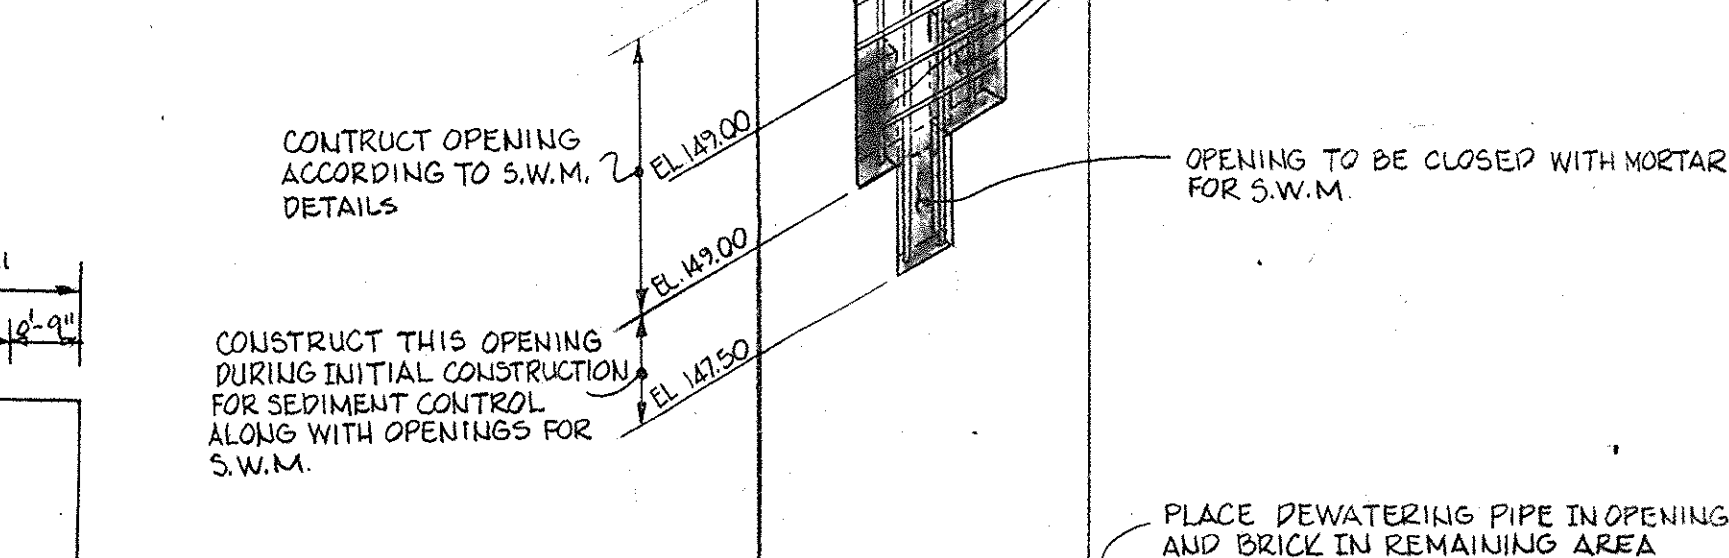 CONTRUCT OPENING
ACCORDING TO S.W.M.
DETAILS
EL 149.00
OPENING TO BE CLOSED WITH MORTAR
FOR S.W.M.
EL. 149.00
8'-9"
CONSTRUCT THIS OPENING
DURING INITIAL CONSTRUCTION
FOR SEDIMENT CONTROL
ALONG WITH OPENINGS FOR
S.W.M.
EL 147.50
PLACE DEWATERING PIPE IN OPENING
AND BRICK IN REMAINING AREA